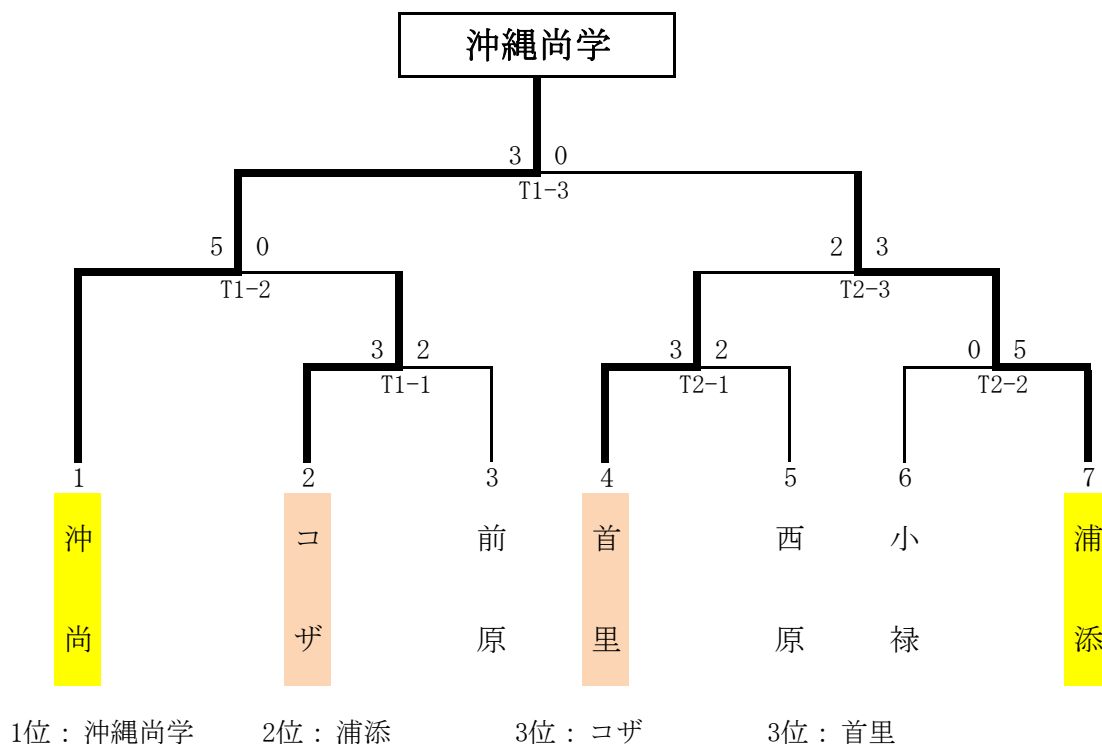 沖縄尚学
3 0
T1-3
5 0
2 3
T1-2
T2-3
3 2
3 2
0 5
T1-1
T2-1
T2-2
1
2
3
4
5
6
7
沖尚
コザ
前原
首里
西原
小禄
浦添
1位 : 沖縄尚学 2位 : 浦添 3位 : コザ 3位 : 首里